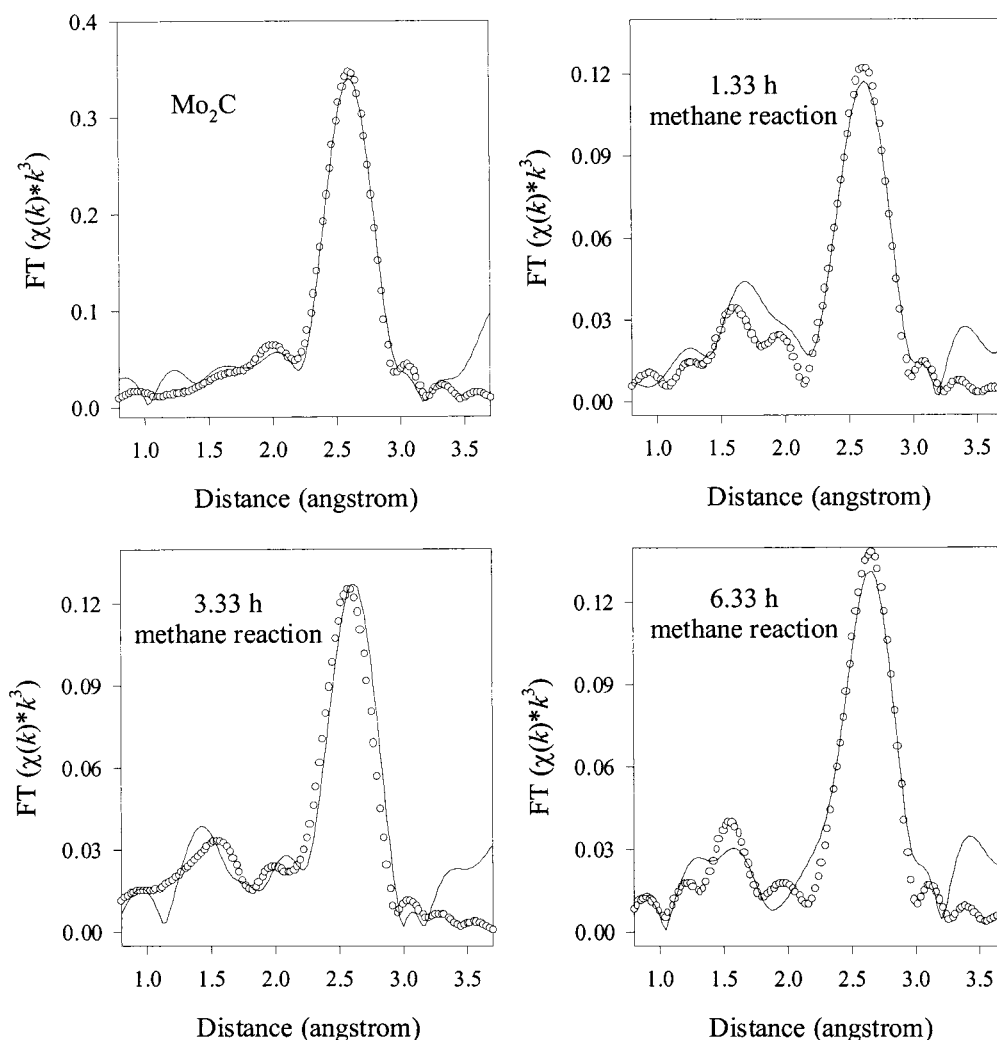 0.4
0.3
0.2
0.1
0.0
FT (χ(k)*k³)
Mo₂C
1.0 1.5 2.0 2.5 3.0 3.5
Distance (angstrom)
0.12
0.09
0.06
0.03
0.00
FT (χ(k)*k³)
1.33 h
methane reaction
1.0 1.5 2.0 2.5 3.0 3.5
Distance (angstrom)
0.12
0.09
0.06
0.03
0.00
FT (χ(k)*k³)
3.33 h
methane reaction
1.0 1.5 2.0 2.5 3.0 3.5
Distance (angstrom)
0.12
0.09
0.06
0.03
0.00
FT (χ(k)*k³)
6.33 h
methane reaction
1.0 1.5 2.0 2.5 3.0 3.5
Distance (angstrom)